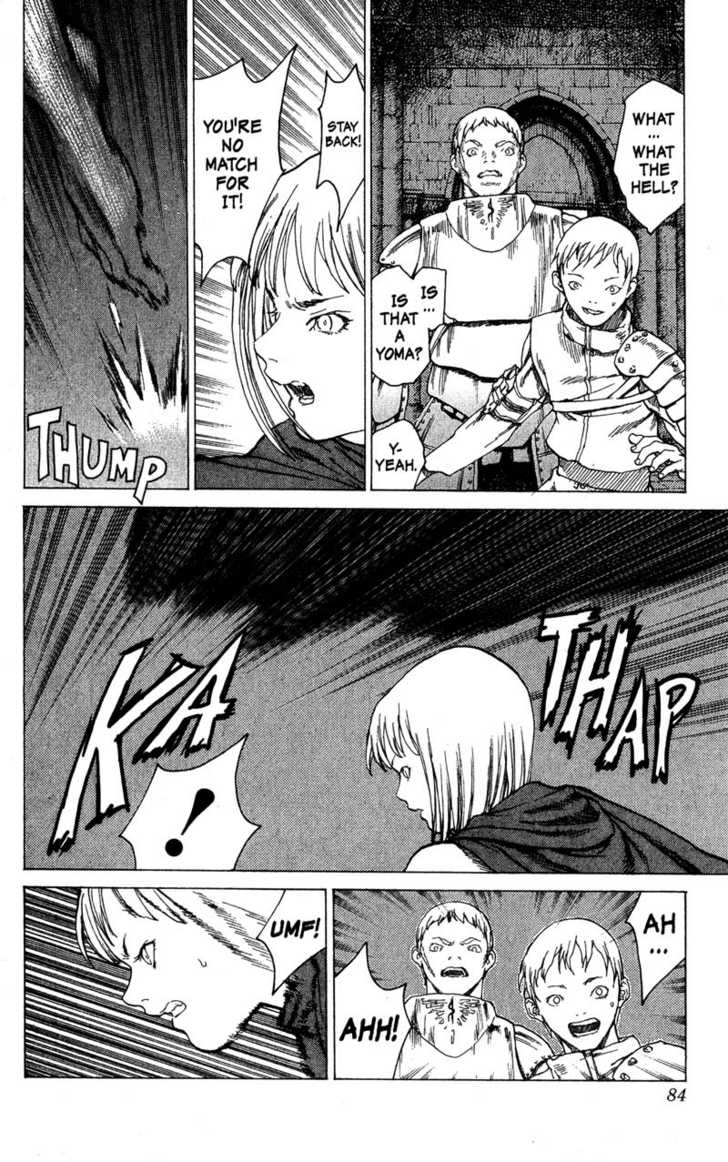 WHAT
...
WHAT
THE
HELL?
IS
...
IS
THAT
A
YOMA?
Y-
YEAH.
STAY
BACK!
YOU'RE
NO
MATCH
FOR
IT!
THUMP
KA
THAP
!
AH
...
AHH!
UMF!
84